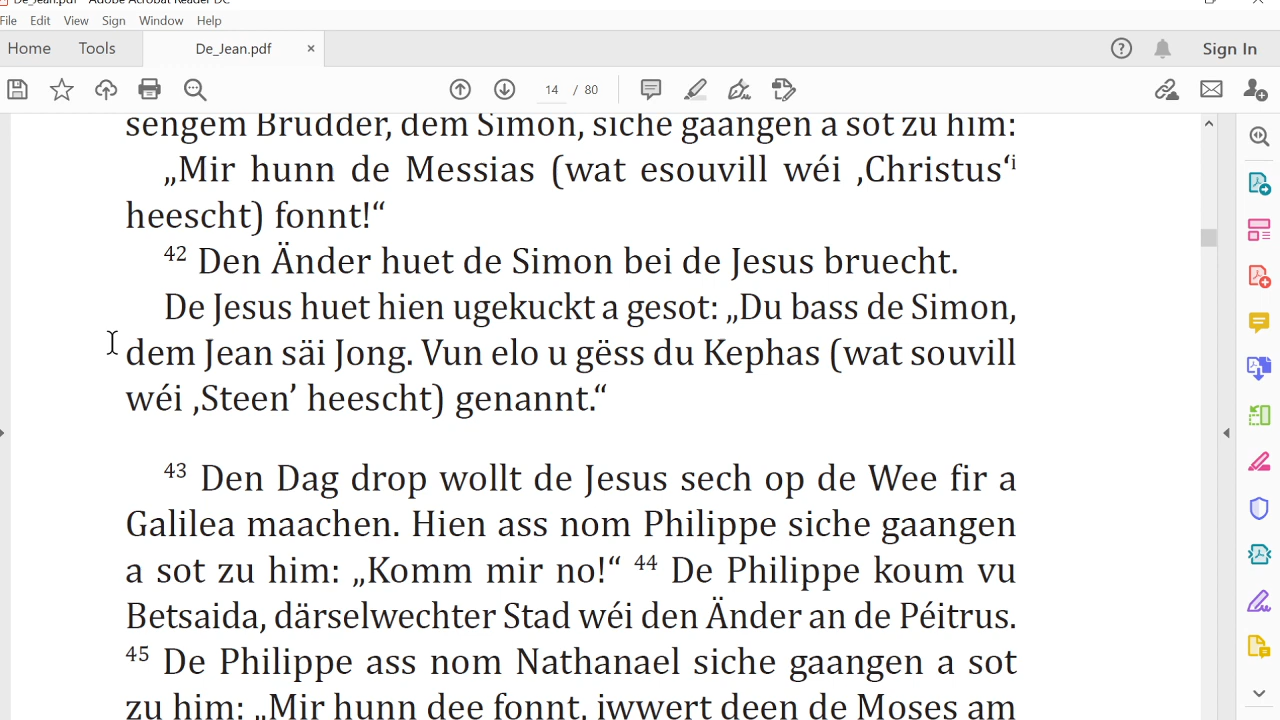 De_Jean.pdf - Adobe Acrobat Reader DC
File Edit View Sign Window Help
Home Tools De_Jean.pdf × Sign In
14 / 80
sengem Brudder, dem Simon, siche gaangen a sot zu him:
„Mir hunn de Messias (wat esouvill wéi ‚Christus‘ⁱ
heescht) fonnt!“
⁴² Den Änder huet de Simon bei de Jesus bruecht.
De Jesus huet hien ugekuckt a gesot: „Du bass de Simon,
dem Jean säi Jong. Vun elo u gëss du Kephas (wat souvill
wéi ‚Steen’ heescht) genannt.“
⁴³ Den Dag drop wollt de Jesus sech op de Wee fir a
Galilea maachen. Hien ass nom Philippe siche gaangen
a sot zu him: „Komm mir no!“ ⁴⁴ De Philippe koum vu
Betsaida, därselwechter Stad wéi den Änder an de Péitrus.
⁴⁵ De Philippe ass nom Nathanael siche gaangen a sot
zu him: „Mir hunn dee fonnt, iwwert deen de Moses am